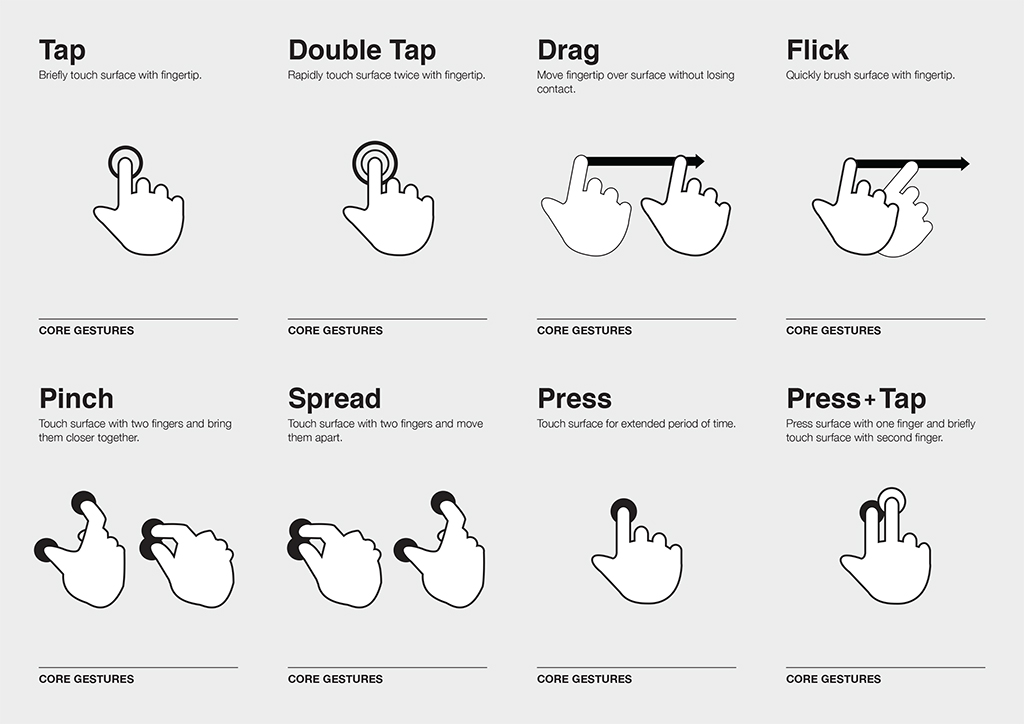 Tap
Briefly touch surface with fingertip.
CORE GESTURES
Double Tap
Rapidly touch surface twice with fingertip.
CORE GESTURES
Drag
Move fingertip over surface without losing
contact.
CORE GESTURES
Flick
Quickly brush surface with fingertip.
CORE GESTURES
Pinch
Touch surface with two fingers and bring
them closer together.
CORE GESTURES
Spread
Touch surface with two fingers and move
them apart.
CORE GESTURES
Press
Touch surface for extended period of time.
CORE GESTURES
Press + Tap
Press surface with one finger and briefly
touch surface with second finger.
CORE GESTURES